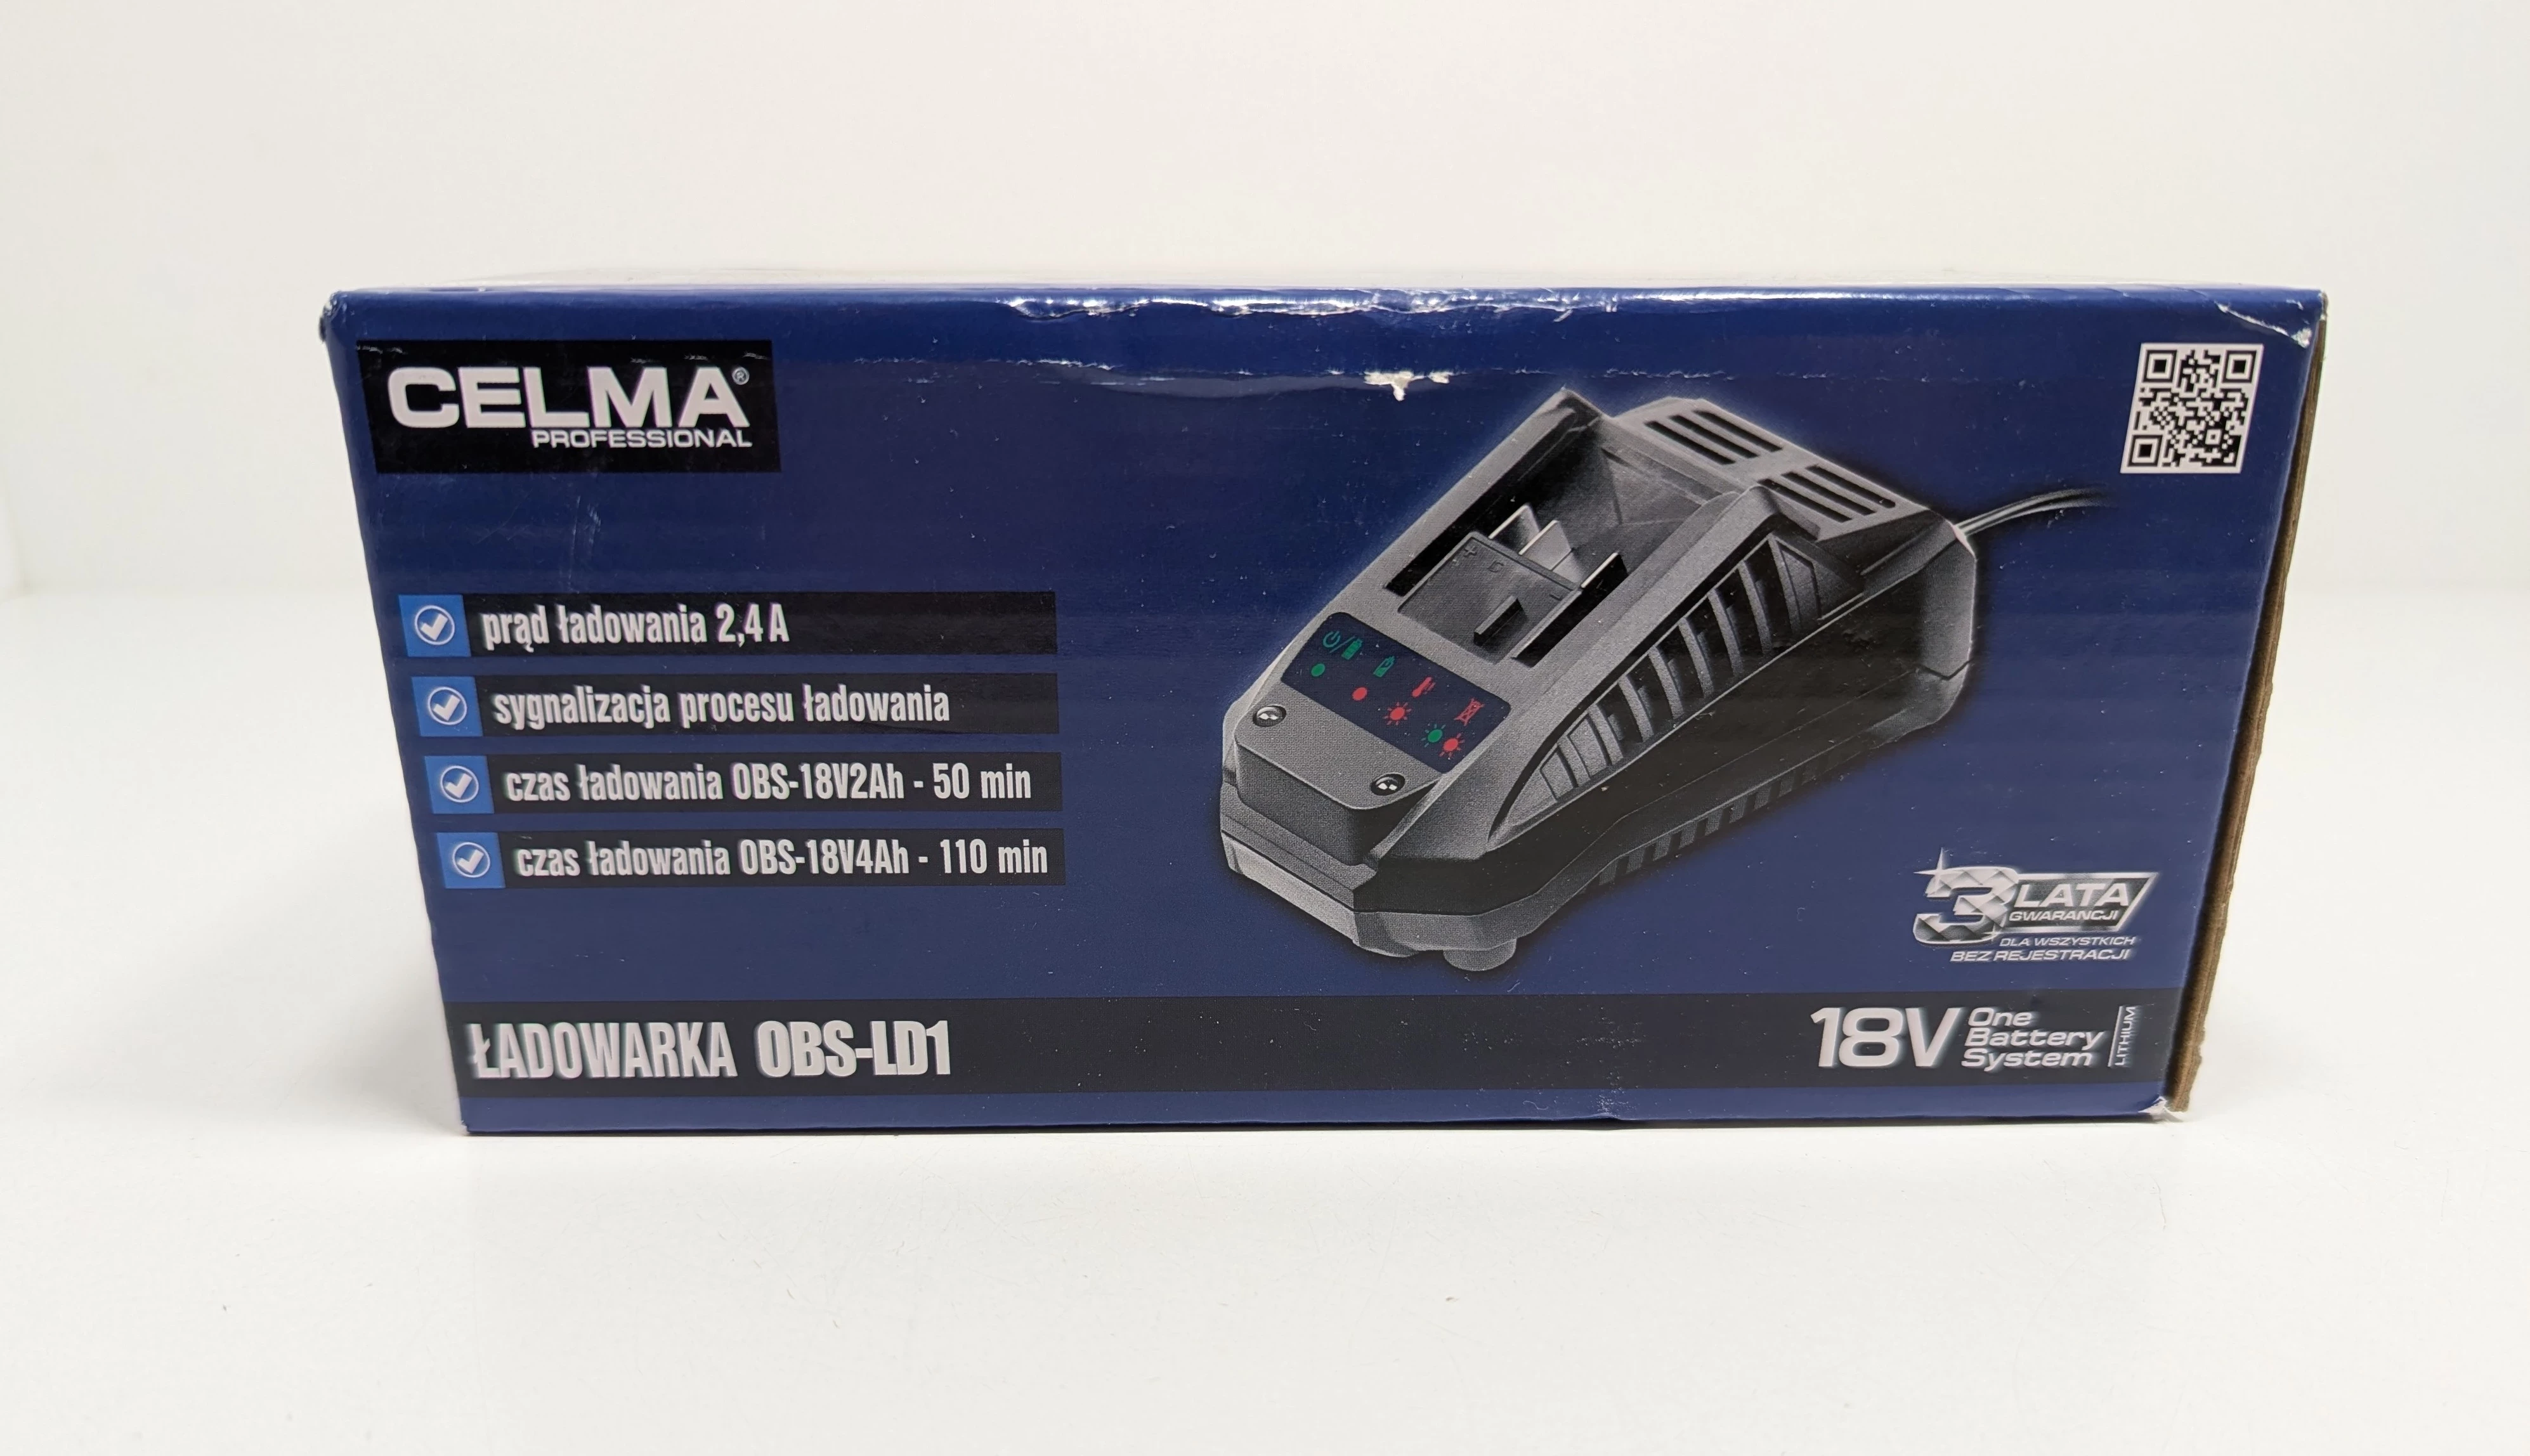 CELMA®
PROFESSIONAL
prąd ładowania 2,4 A
sygnalizacja procesu ładowania
czas ładowania OBS-18V2Ah - 50 min
czas ładowania OBS-18V4Ah - 110 min
3 LATA
GWARANCJI
DLA WSZYSTKICH
BEZ REJESTRACJI
ŁADOWARKA OBS-LD1
18V One
Battery
System
LITHIUM